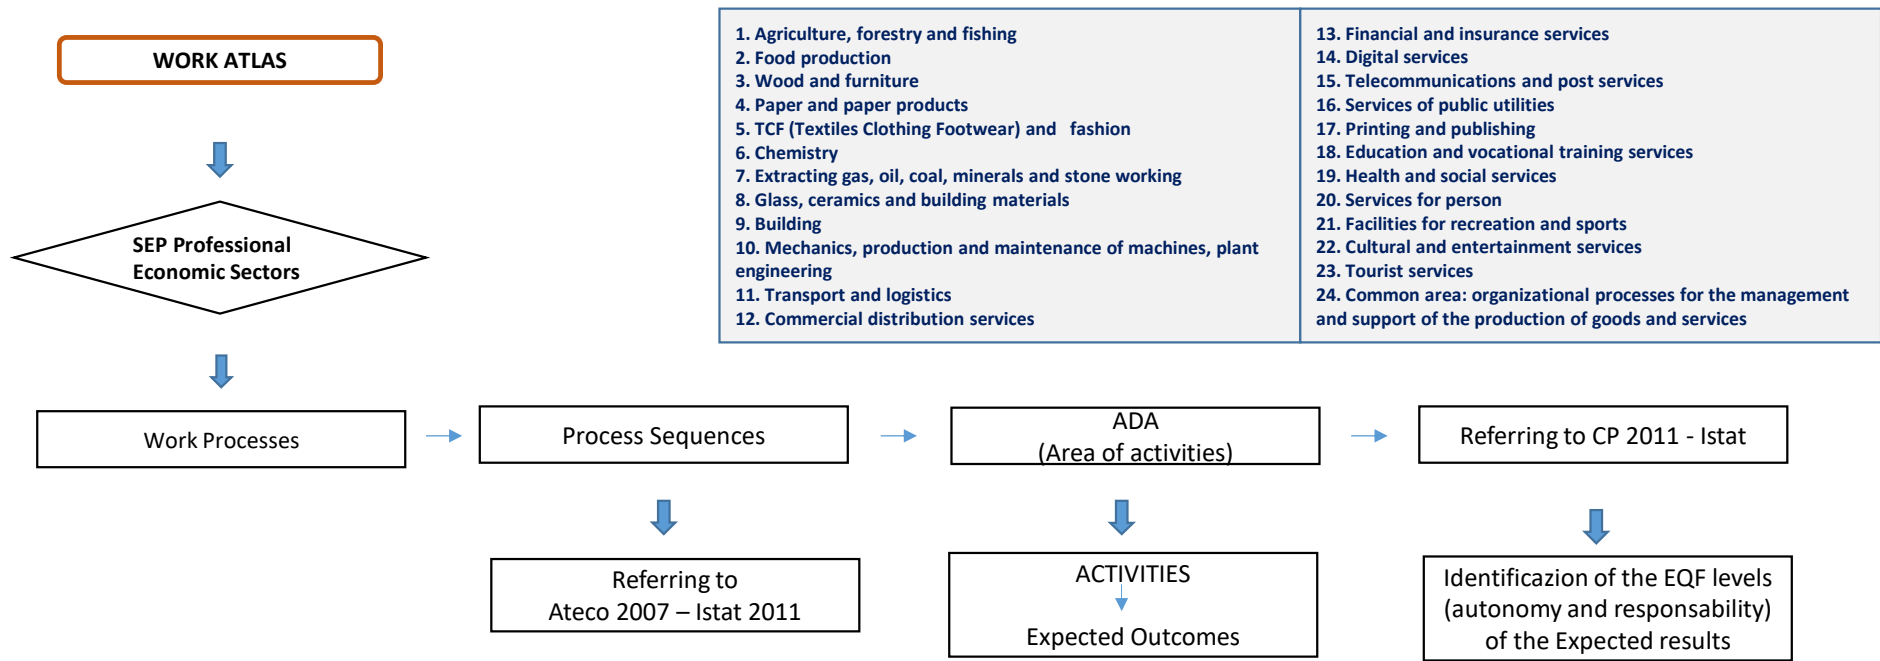 WORK ATLAS
SEP Professional
Economic Sectors
1. Agriculture, forestry and fishing
2. Food production
3. Wood and furniture
4. Paper and paper products
5. TCF (Textiles Clothing Footwear) and fashion
6. Chemistry
7. Extracting gas, oil, coal, minerals and stone working
8. Glass, ceramics and building materials
9. Building
10. Mechanics, production and maintenance of machines, plant
engineering
11. Transport and logistics
12. Commercial distribution services
13. Financial and insurance services
14. Digital services
15. Telecommunications and post services
16. Services of public utilities
17. Printing and publishing
18. Education and vocational training services
19. Health and social services
20. Services for person
21. Facilities for recreation and sports
22. Cultural and entertainment services
23. Tourist services
24. Common area: organizational processes for the management
and support of the production of goods and services
Work Processes
Process Sequences
ADA
(Area of activities)
Referring to CP 2011 - Istat
Referring to
Ateco 2007 – Istat 2011
ACTIVITIES
Expected Outcomes
Identificazion of the EQF levels
(autonomy and responsability)
of the Expected results